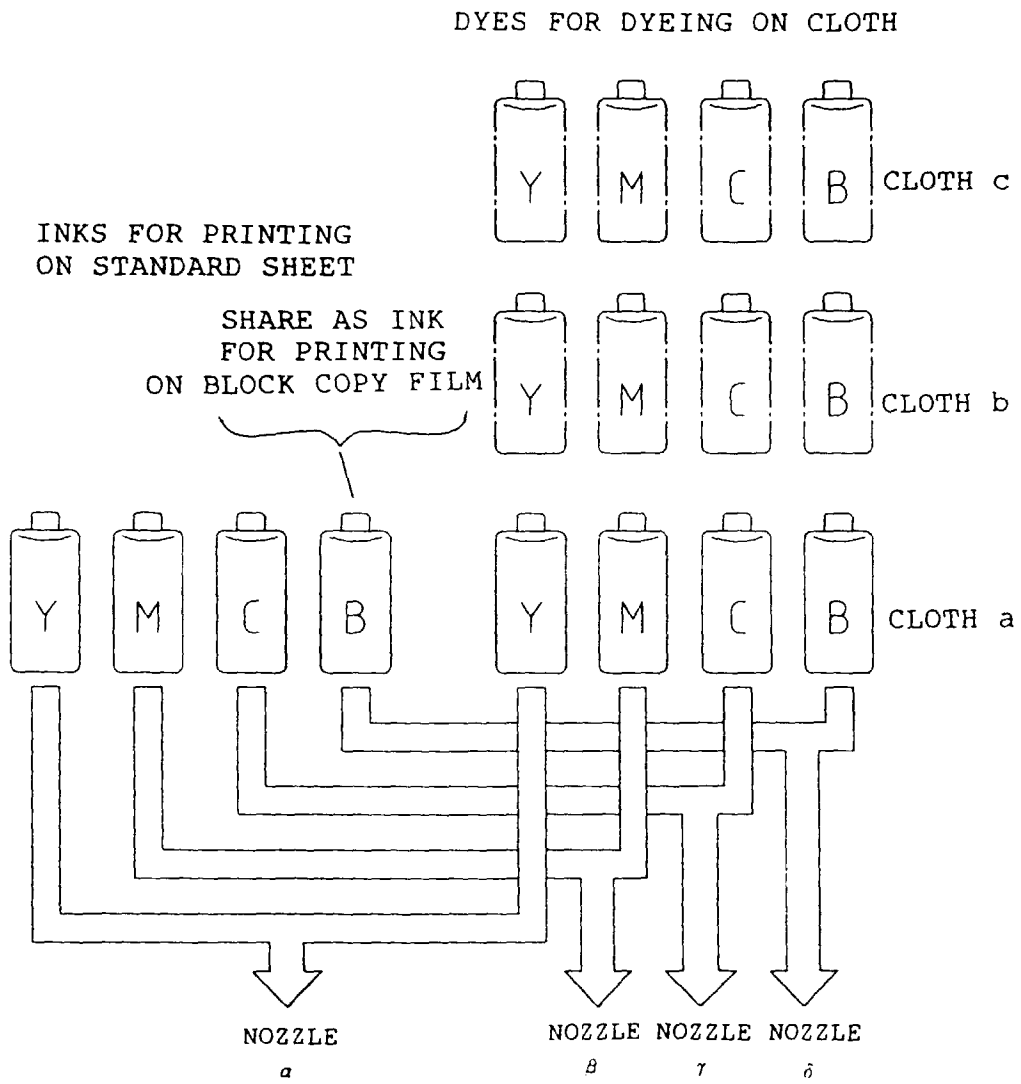 DYES FOR DYEING ON CLOTH
Y M C B CLOTH c
INKS FOR PRINTING
ON STANDARD SHEET
SHARE AS INK
FOR PRINTING
ON BLOCK COPY FILM
Y M C B CLOTH b
Y M C B Y M C B CLOTH a
NOZZLE NOZZLE NOZZLE NOZZLE
α β γ δ